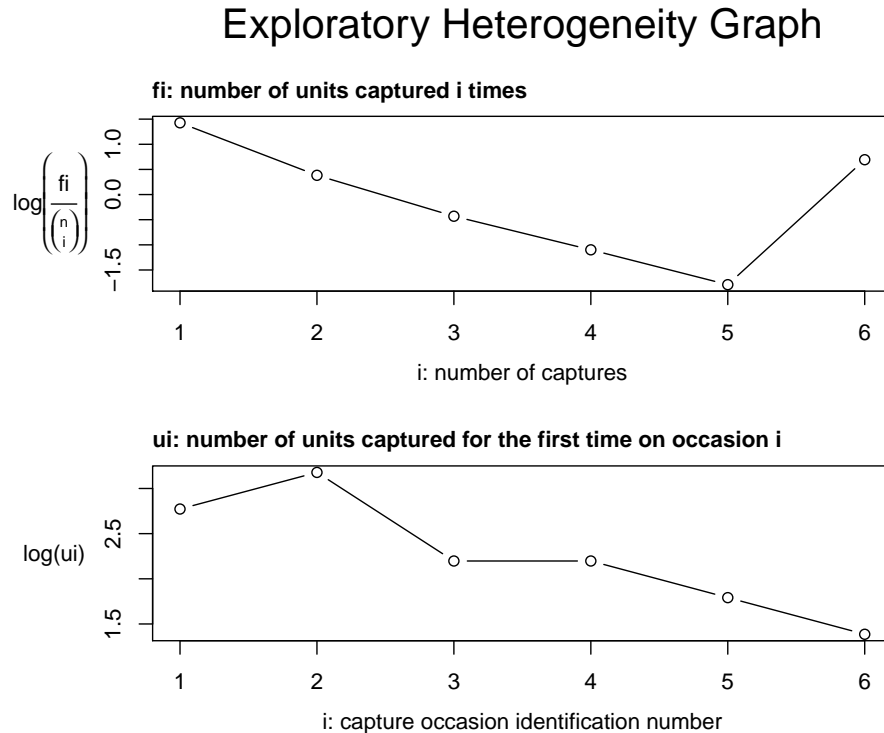 Exploratory Heterogeneity Graph
fi: number of units captured i times
log(fi/(n i))
1.0
0.0
−1.5
1 2 3 4 5 6
i: number of captures
ui: number of units captured for the first time on occasion i
log(ui)
2.5
1.5
1 2 3 4 5 6
i: capture occasion identification number